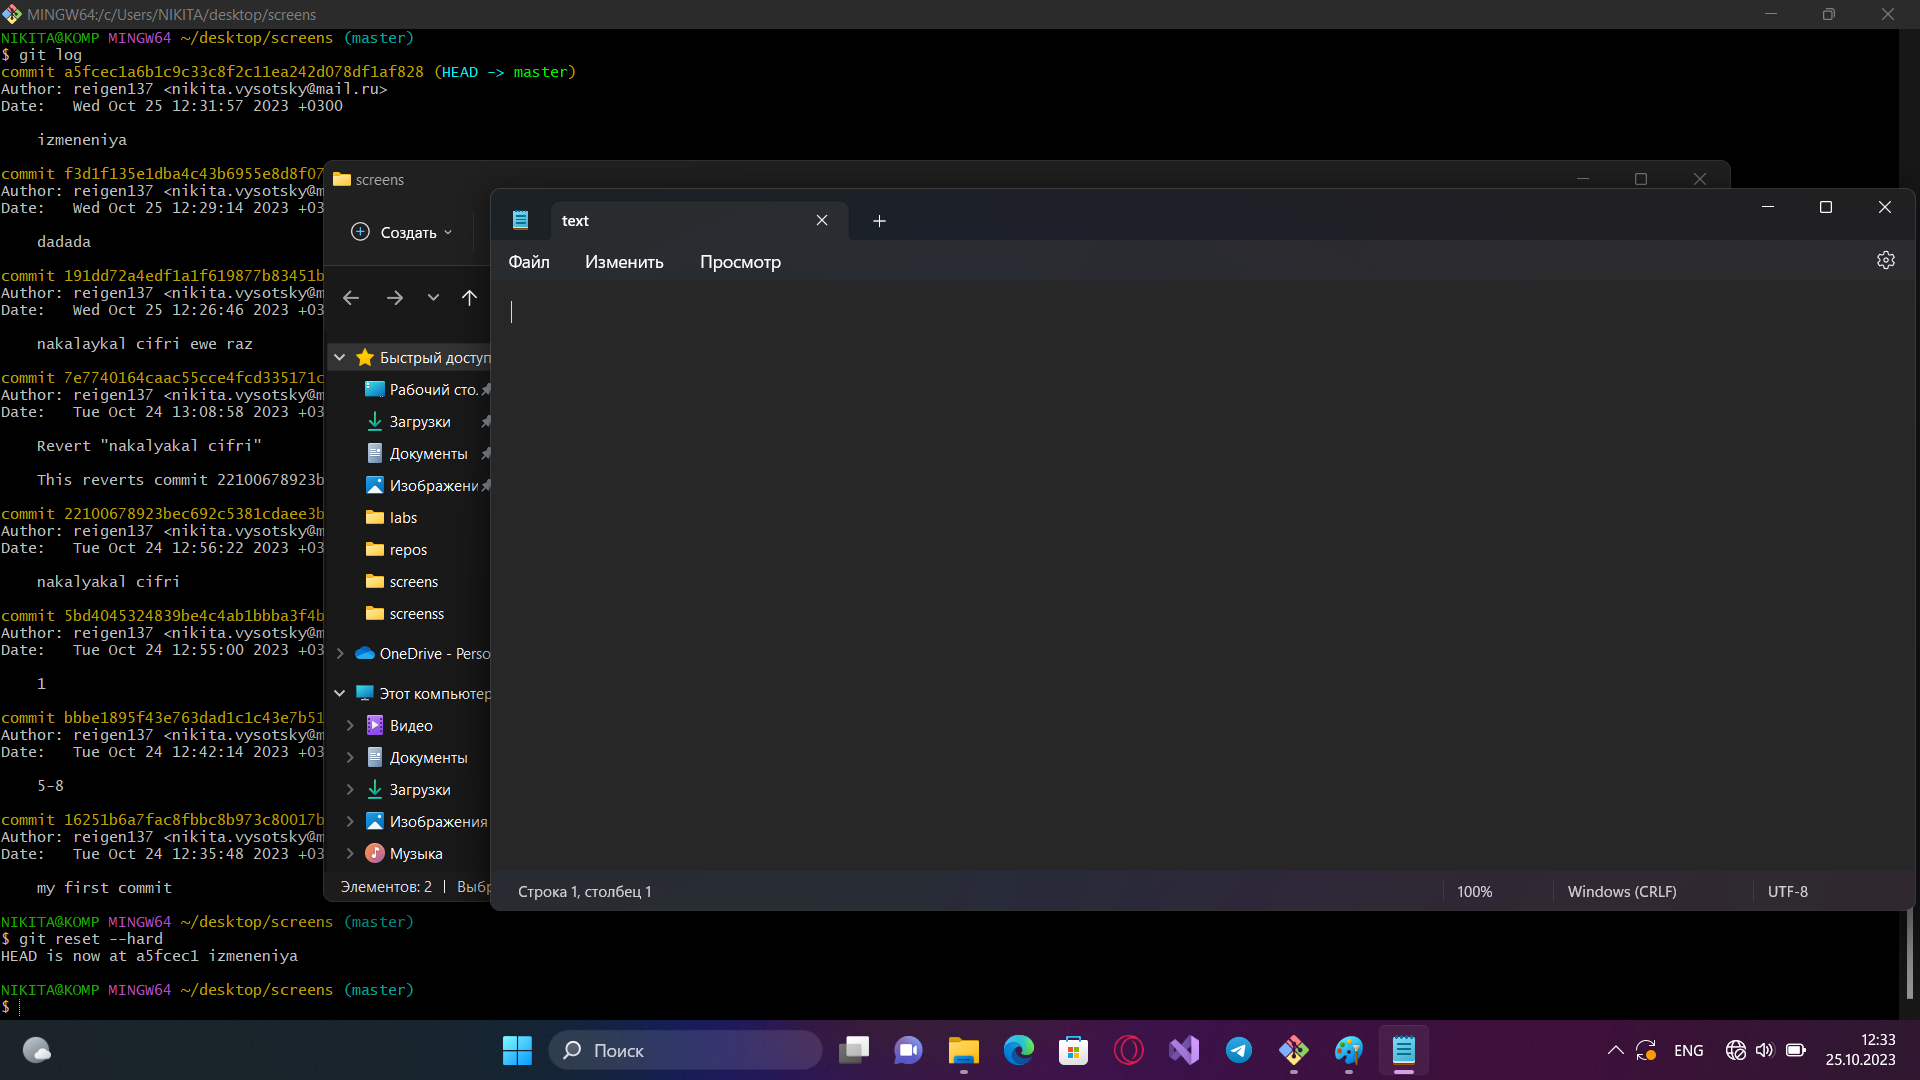 MINGW64:/c/Users/NIKITA/desktop/screens
NIKITA@KOMP MINGW64 ~/desktop/screens (master)
$ git log
commit a5fcec1a6b1c9c33c8f2c11ea242d078df1af828 (HEAD -> master)
Author: reigen137 <nikita.vysotsky@mail.ru>
Date:   Wed Oct 25 12:31:57 2023 +0300
izmeneniya
commit f3d1f135e1dba4c43b6955e8d8f07
Author: reigen137 <nikita.vysotsky@m
Date:   Wed Oct 25 12:29:14 2023 +03
dadada
commit 191dd72a4edf1a1f619877b83451b
Author: reigen137 <nikita.vysotsky@m
Date:   Wed Oct 25 12:26:46 2023 +03
nakalaykal cifri ewe raz
commit 7e7740164caac55cce4fcd335171c
Author: reigen137 <nikita.vysotsky@m
Date:   Tue Oct 24 13:08:58 2023 +03
Revert "nakalyakal cifri"
This reverts commit 22100678923b
commit 22100678923bec692c5381cdaee3b
Author: reigen137 <nikita.vysotsky@m
Date:   Tue Oct 24 12:56:22 2023 +03
nakalyakal cifri
commit 5bd4045324839be4c4ab1bbba3f4b
Author: reigen137 <nikita.vysotsky@m
Date:   Tue Oct 24 12:55:00 2023 +03
1
commit bbbe1895f43e763dad1c1c43e7b51
Author: reigen137 <nikita.vysotsky@m
Date:   Tue Oct 24 12:42:14 2023 +03
5-8
commit 16251b6a7fac8fbbc8b973c80017b
Author: reigen137 <nikita.vysotsky@m
Date:   Tue Oct 24 12:35:48 2023 +03
my first commit
NIKITA@KOMP MINGW64 ~/desktop/screens (master)
$ git reset --hard
HEAD is now at a5fcec1 izmeneniya
NIKITA@KOMP MINGW64 ~/desktop/screens (master)
$
screens
Создать
Быстрый доступ
Рабочий сто.
Загрузки
Документы
Изображени
labs
repos
screens
screenss
OneDrive - Perso
Этот компьютер
Видео
Документы
Загрузки
Изображения
Музыка
Элементов: 2
Выбр
text
Файл Изменить Просмотр
Строка 1, столбец 1
100%
Windows (CRLF)
UTF-8
Поиск
ENG
12:33
25.10.2023